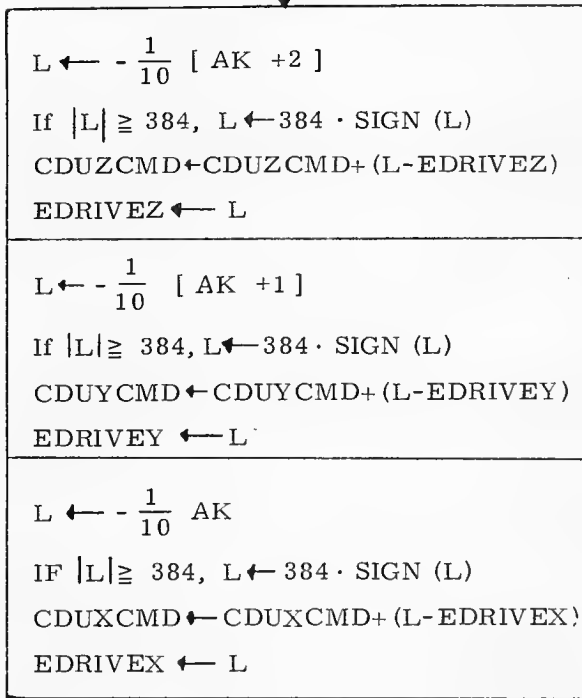 L ← - 1/10 [ AK +2 ]
If |L| ≧ 384, L←384 · SIGN (L)
CDUZCMD←CDUZCMD+(L-EDRIVEZ)
EDRIVEZ ← L
L← - 1/10 [ AK +1 ]
If |L|≧ 384, L←384 · SIGN (L)
CDUYCMD←CDUYCMD+(L-EDRIVEY)
EDRIVEY ← L
L ← - 1/10 AK
IF |L|≧ 384, L← 384 · SIGN (L)
CDUXCMD←CDUXCMD+(L-EDRIVEX)
EDRIVEX ← L